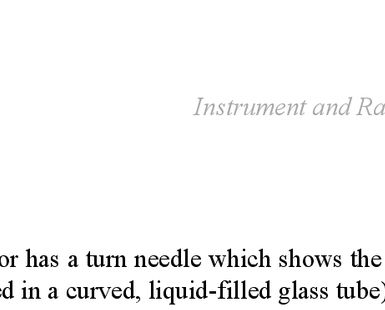 Instrument and Ra
or has a turn needle which shows the
ed in a curved, liquid-filled glass tube)